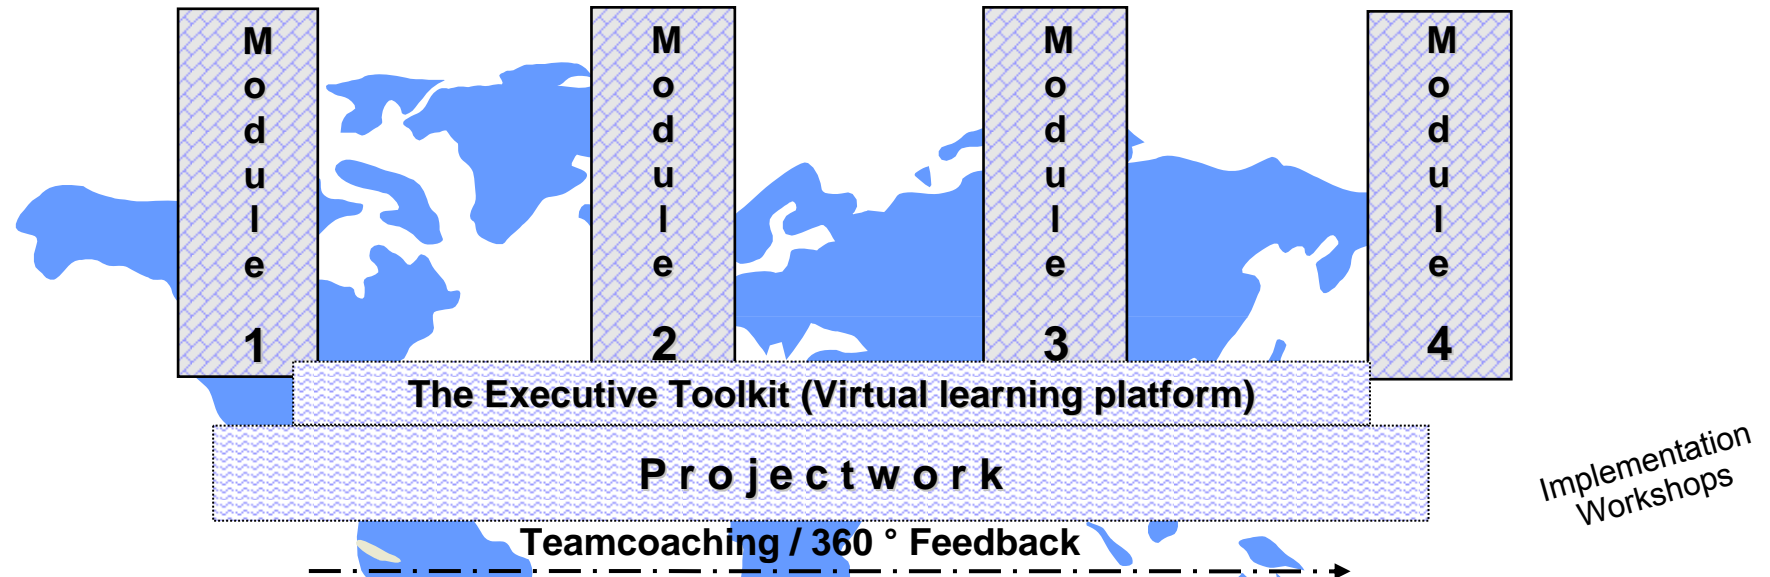 Module 1
Module 2
Module 3
Module 4
The Executive Toolkit (Virtual learning platform)
Projectwork
Implementation
Workshops
Teamcoaching / 360 ° Feedback